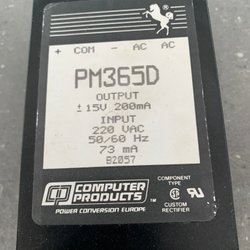 + COM - AC AC
PM365D
OUTPUT
±15V 200mA
INPUT
220 VAC
50/60 Hz
73 mA
B2057
COMPUTER PRODUCTS™
POWER CONVERSION EUROPE
COMPONENT
TYPE
CUSTOM
RECTIFIER